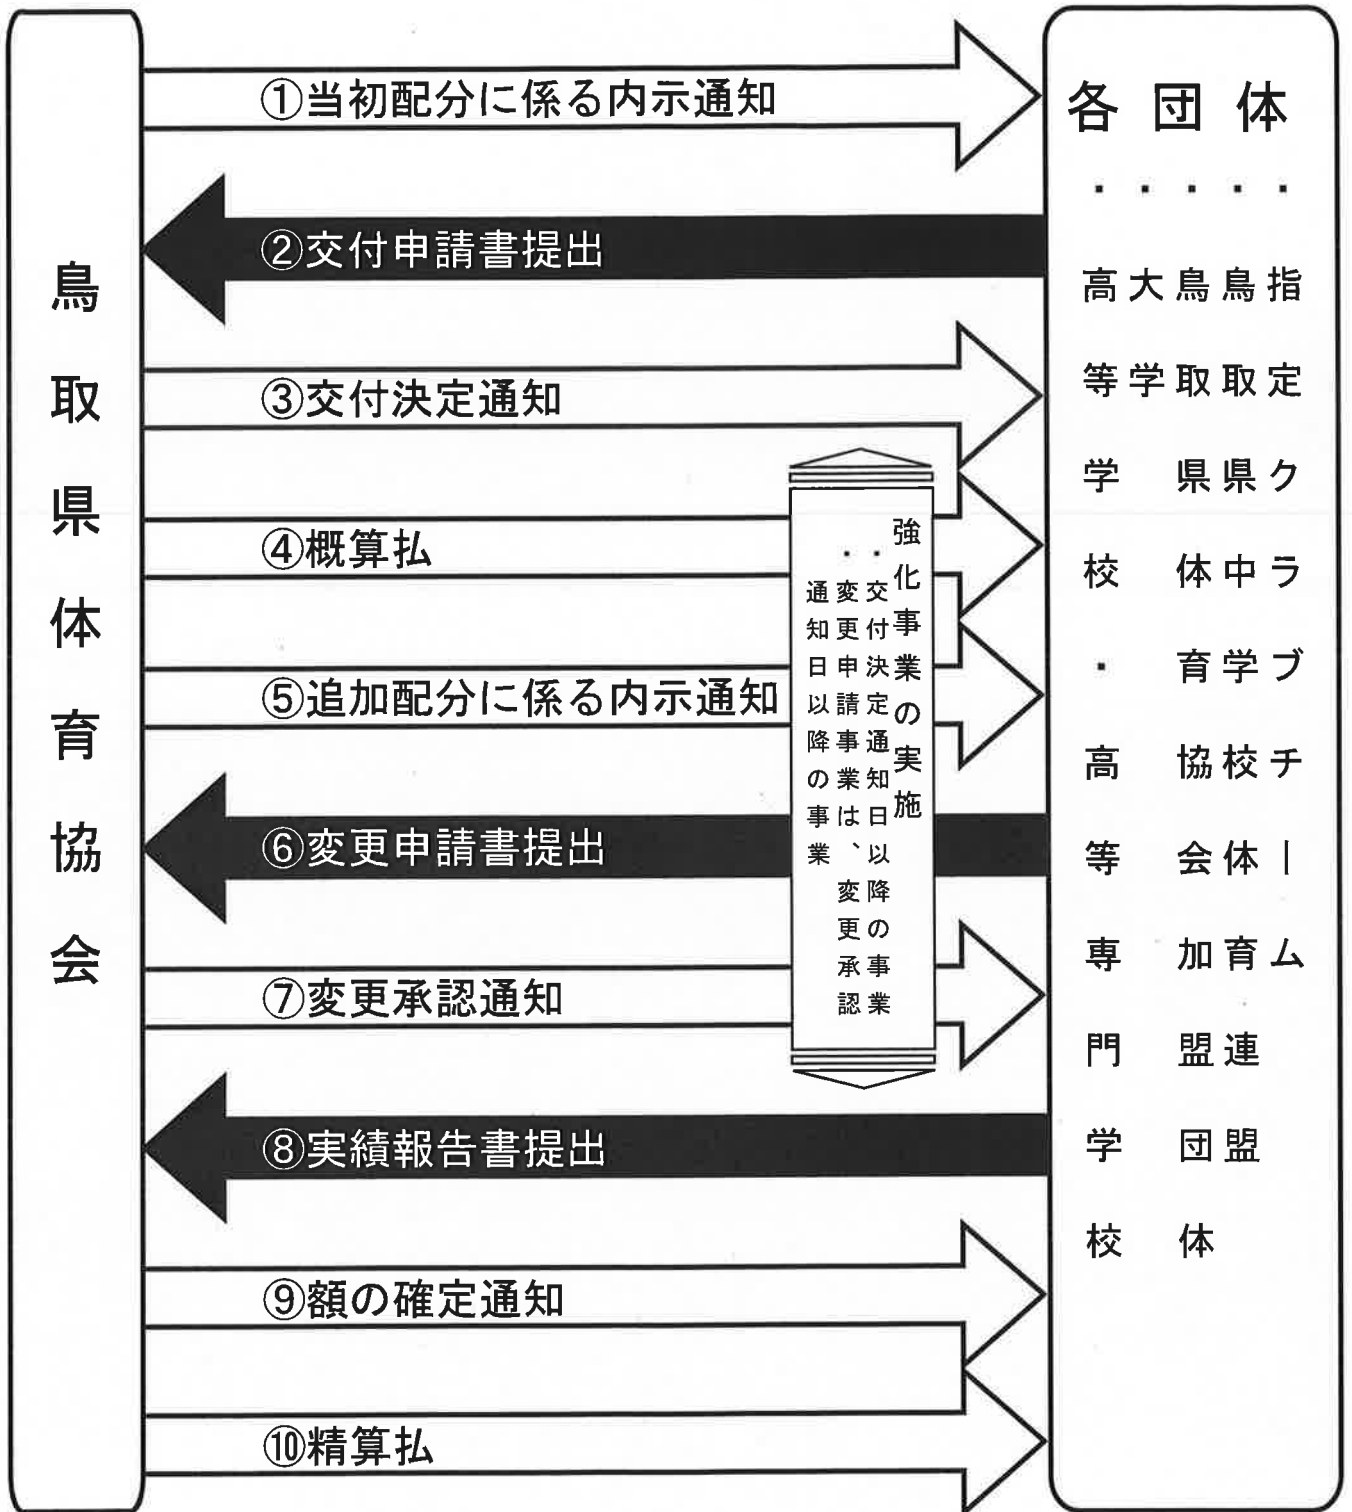 鳥取県体育協会
①当初配分に係る内示通知
②交付申請書提出
③交付決定通知
④概算払
⑤追加配分に係る内示通知
⑥変更申請書提出
⑦変更承認通知
⑧実績報告書提出
⑨額の確定通知
⑩精算払
強化事業の実施
・交付決定通知日以降の事業
・変更申請事業は、変更承認
通知日以降の事業
各団体
・指定クラブチーム
・鳥取県中学校体育連盟
・鳥取県体育協会加盟団体
・大学
・高等学校・高等専門学校